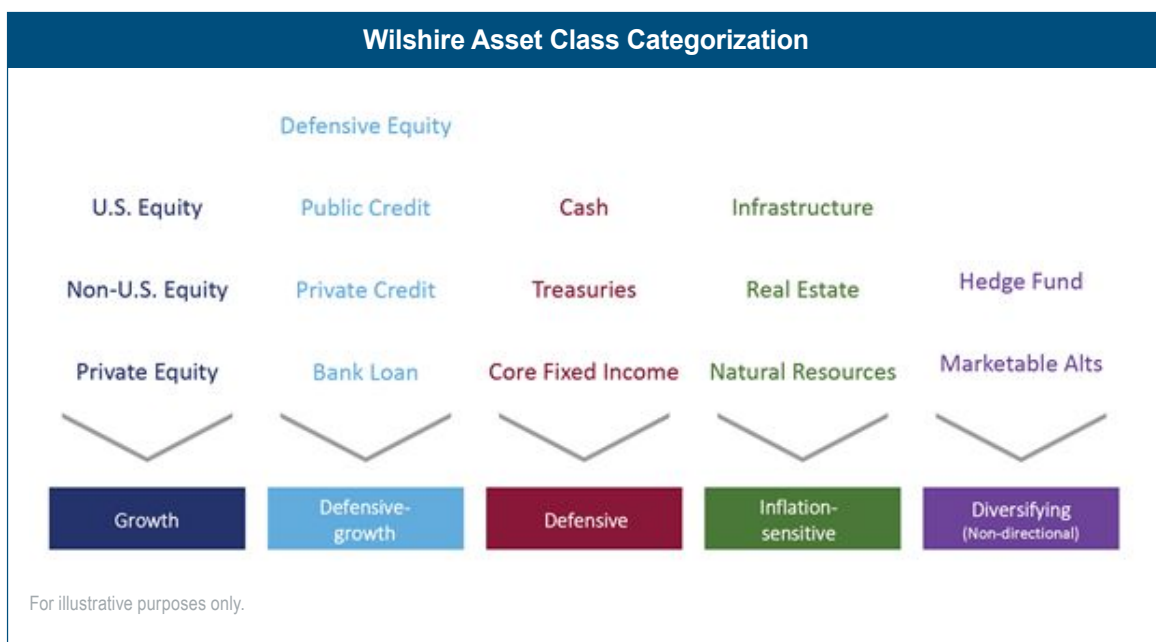 Wilshire Asset Class Categorization
Defensive Equity
U.S. Equity
Public Credit
Cash
Infrastructure
Non-U.S. Equity
Private Credit
Treasuries
Real Estate
Hedge Fund
Private Equity
Bank Loan
Core Fixed Income
Natural Resources
Marketable Alts
Growth
Defensive-
growth
Defensive
Inflation-
sensitive
Diversifying
(Non-directional)
For illustrative purposes only.